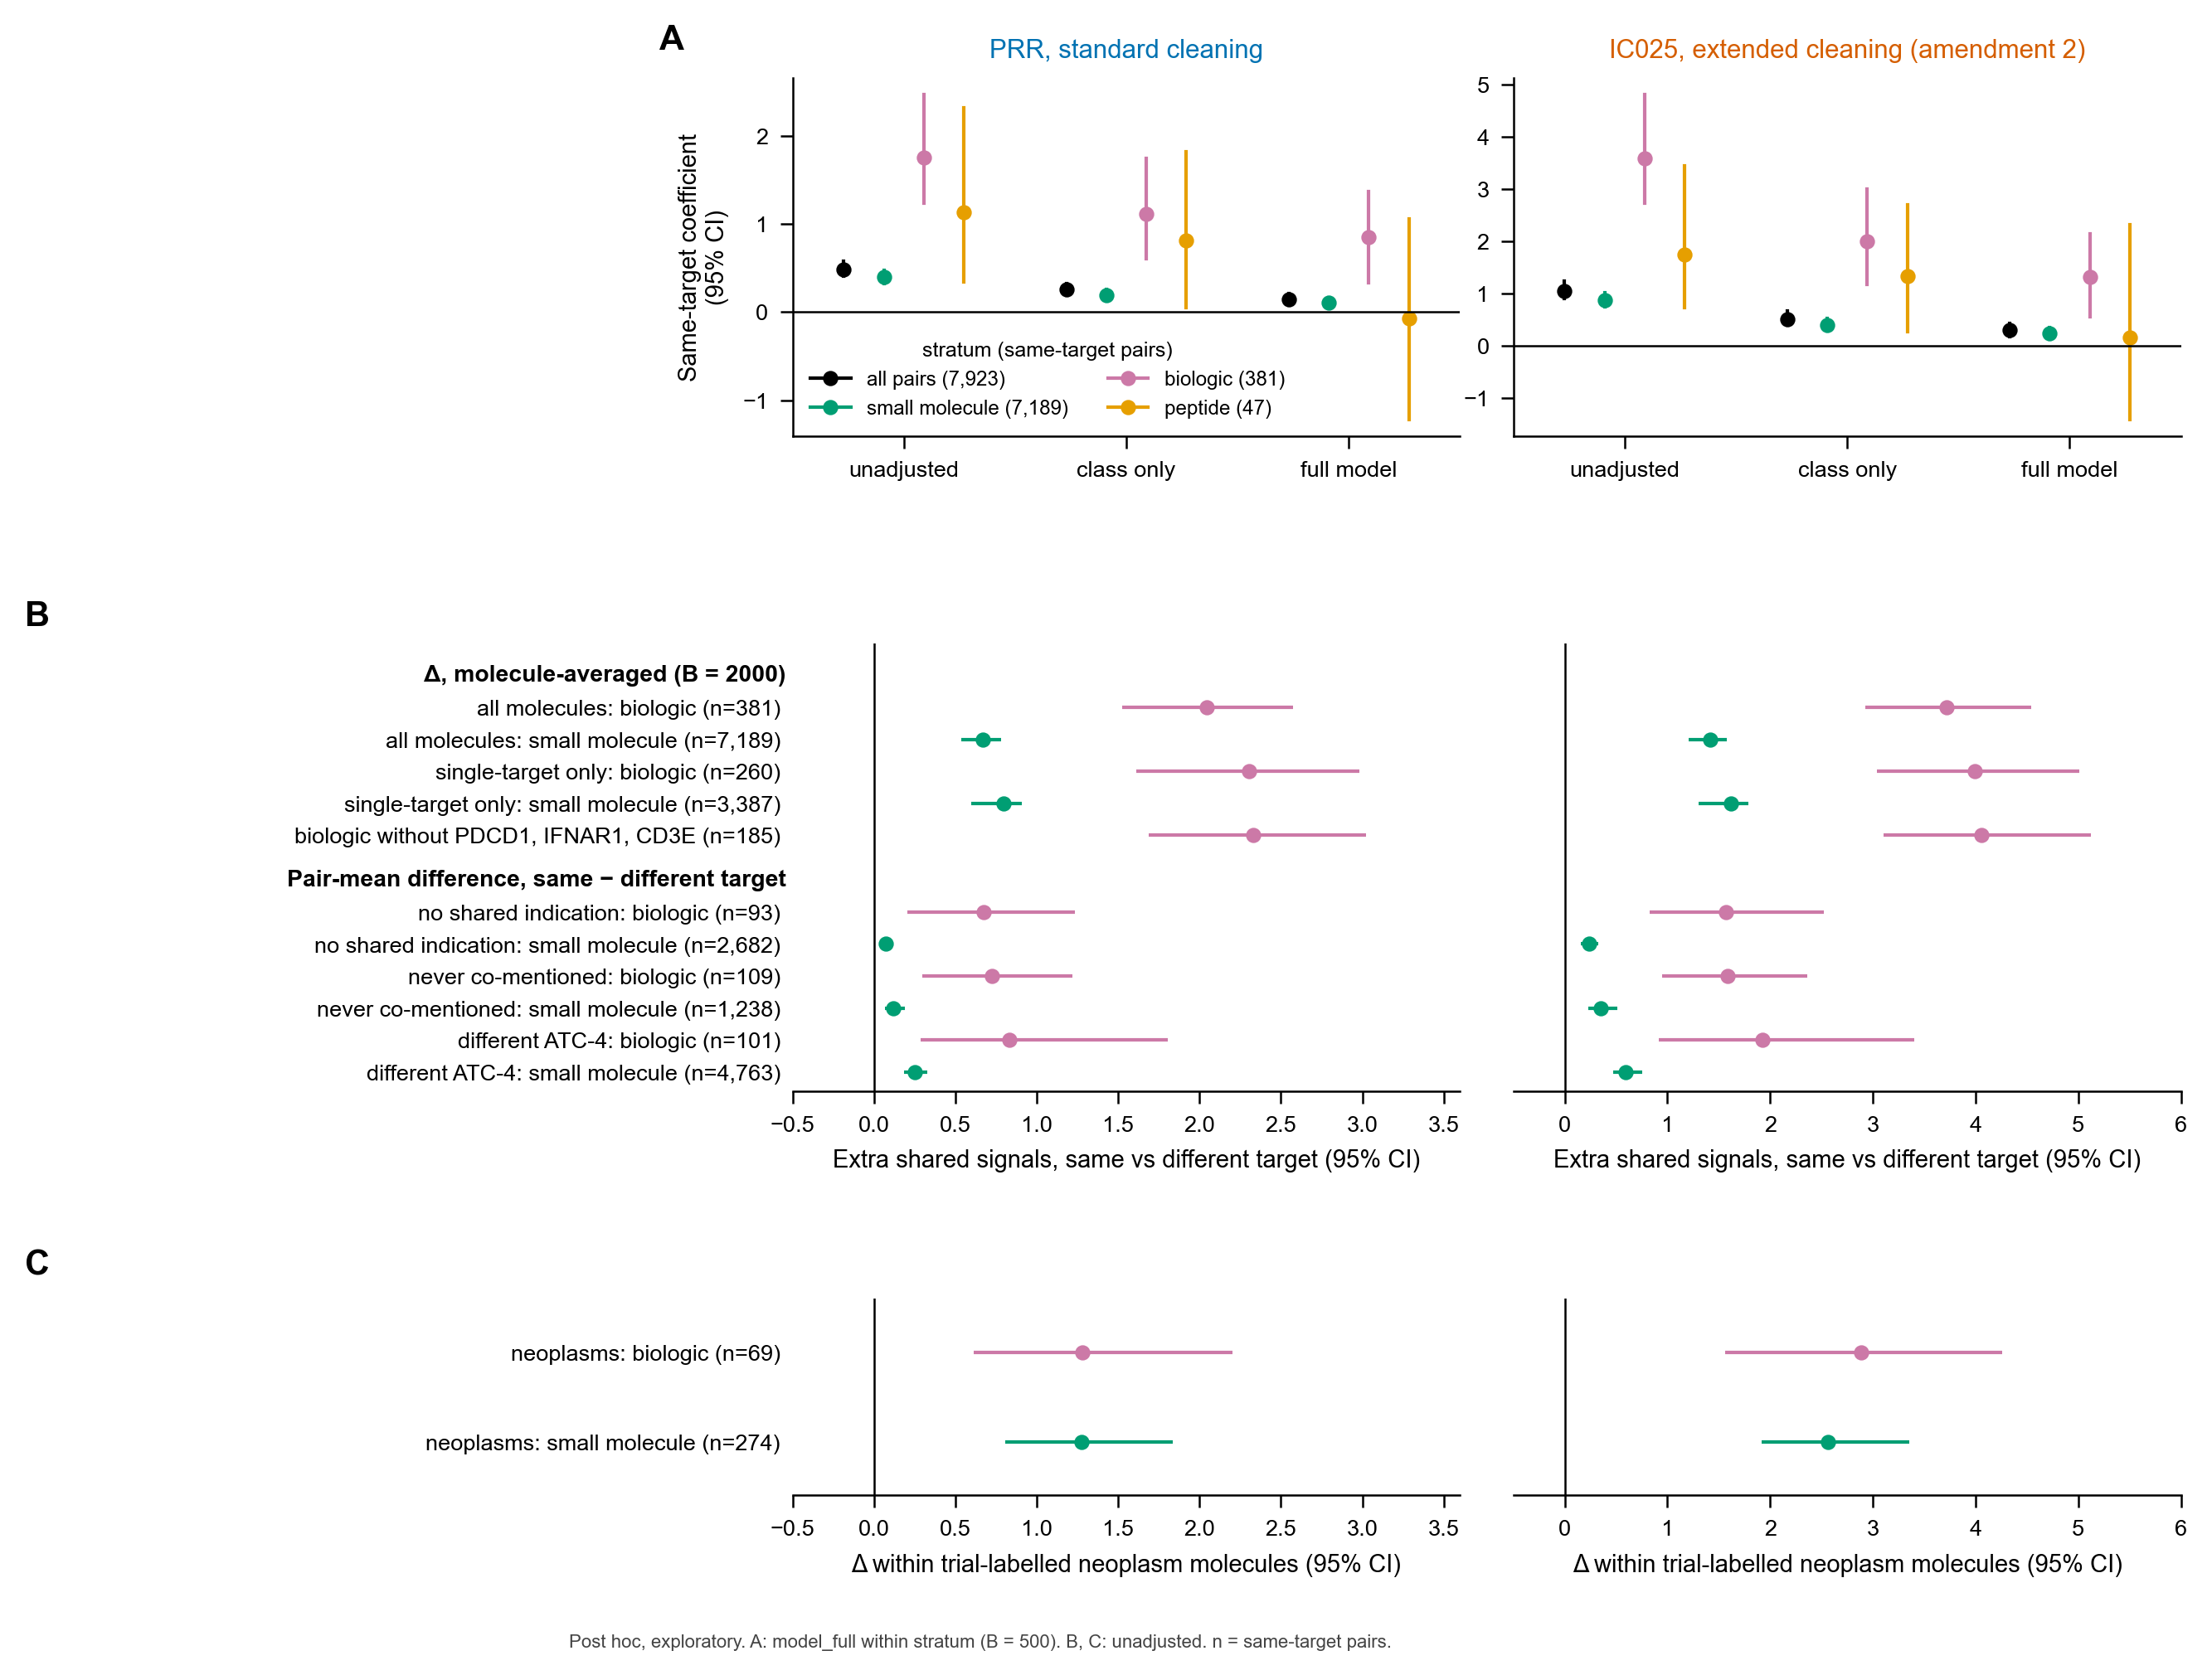 A
PRR, standard cleaning
IC025, extended cleaning (amendment 2)
Same-target coefficient
(95% CI)
2
1
0
−1
stratum (same-target pairs)
all pairs (7,923)
small molecule (7,189)
biologic (381)
peptide (47)
unadjusted
class only
full model
5
4
3
2
1
0
−1
unadjusted
class only
full model
B
Δ, molecule-averaged (B = 2000)
all molecules: biologic (n=381)
all molecules: small molecule (n=7,189)
single-target only: biologic (n=260)
single-target only: small molecule (n=3,387)
biologic without PDCD1, IFNAR1, CD3E (n=185)
Pair-mean difference, same − different target
no shared indication: biologic (n=93)
no shared indication: small molecule (n=2,682)
never co-mentioned: biologic (n=109)
never co-mentioned: small molecule (n=1,238)
different ATC-4: biologic (n=101)
different ATC-4: small molecule (n=4,763)
−0.5 0.0 0.5 1.0 1.5 2.0 2.5 3.0 3.5
Extra shared signals, same vs different target (95% CI)
0 1 2 3 4 5 6
Extra shared signals, same vs different target (95% CI)
C
neoplasms: biologic (n=69)
neoplasms: small molecule (n=274)
−0.5 0.0 0.5 1.0 1.5 2.0 2.5 3.0 3.5
Δ within trial-labelled neoplasm molecules (95% CI)
0 1 2 3 4 5 6
Δ within trial-labelled neoplasm molecules (95% CI)
Post hoc, exploratory. A: model_full within stratum (B = 500). B, C: unadjusted. n = same-target pairs.